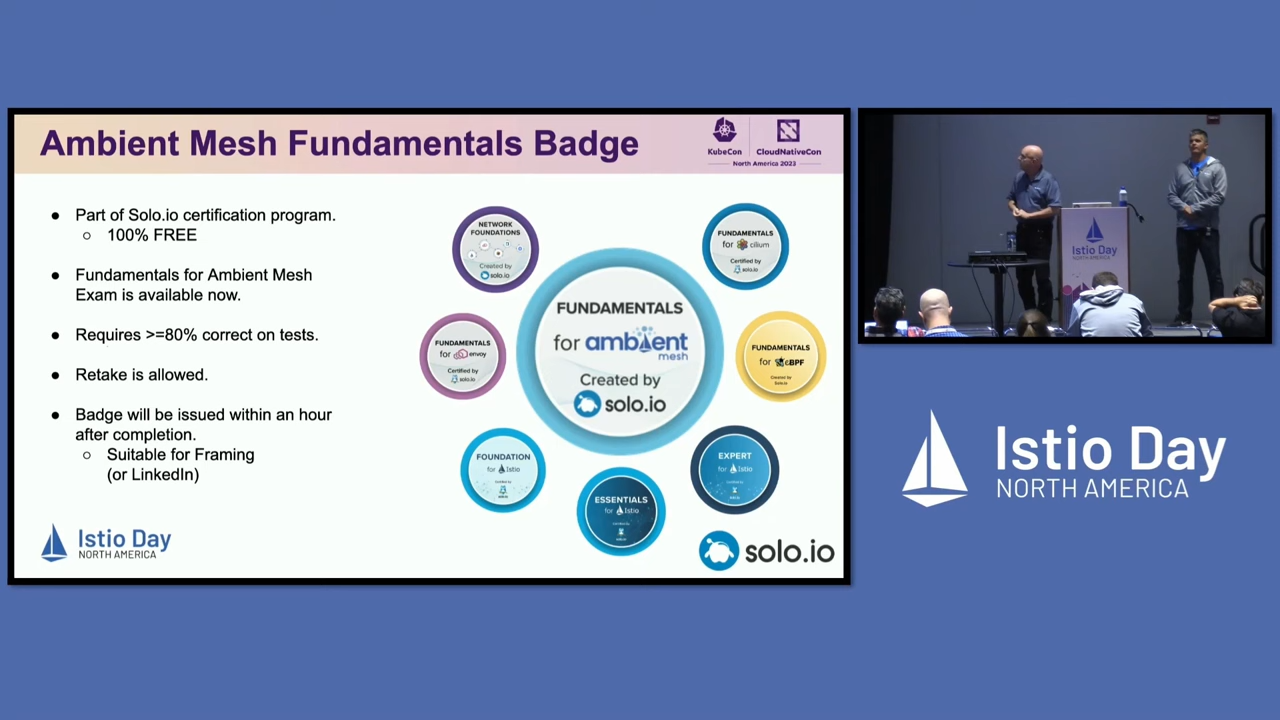 Ambient Mesh Fundamentals Badge
KubeCon
CloudNativeCon
North America 2023
● Part of Solo.io certification program.
○ 100% FREE
● Fundamentals for Ambient Mesh
Exam is available now.
● Requires >=80% correct on tests.
● Retake is allowed.
● Badge will be issued within an hour
after completion.
○ Suitable for Framing
(or LinkedIn)
NETWORK
FOUNDATIONS
Created by
solo.io
FUNDAMENTALS
for cilium
Certified by
solo.io
FUNDAMENTALS
for ambient
mesh
Created by
solo.io
FUNDAMENTALS
for envoy
Certified by
solo.io
FUNDAMENTALS
for eBPF
Created by
Solo.io
FOUNDATION
for Istio
ESSENTIALS
for Istio
EXPERT
for Istio
Istio Day
NORTH AMERICA
solo.io
Istio Day
NORTH AMERICA
Istio Day
NORTH AMERICA